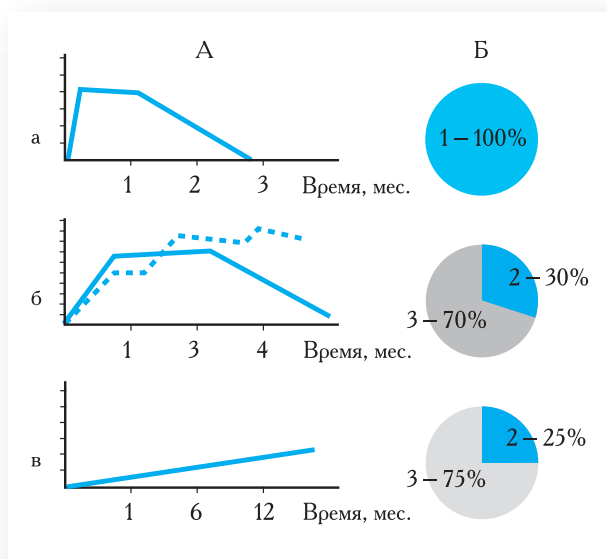 А Б
а
1 – 100%
1 2 3 Время, мес.
б
2 – 30%
3 – 70%
1 3 4 Время, мес.
в
2 – 25%
3 – 75%
1 6 12 Время, мес.